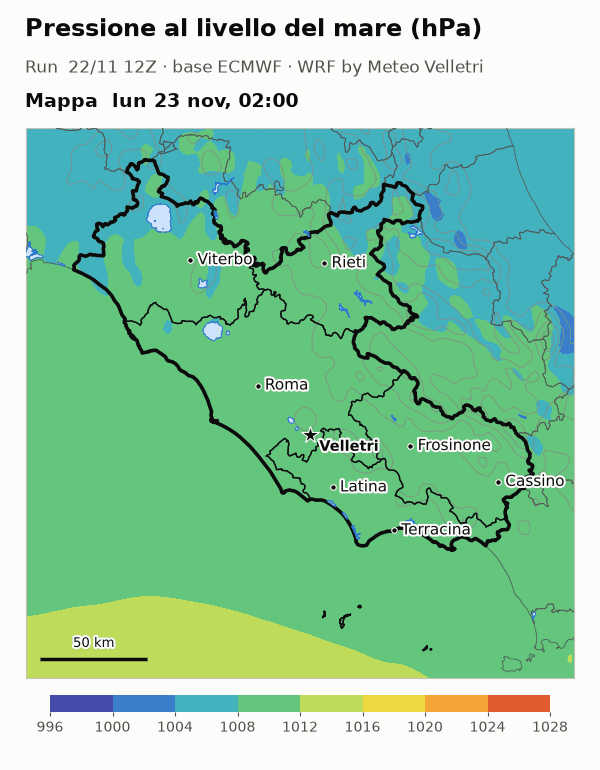 Pressione al livello del mare (hPa)
Run 22/11 12Z · base ECMWF · WRF by Meteo Velletri
Mappa lun 23 nov, 02:00
Viterbo
Rieti
Roma
Velletri
Frosinone
Cassino
Latina
Terracina
50 km
996 1000 1004 1008 1012 1016 1020 1024 1028